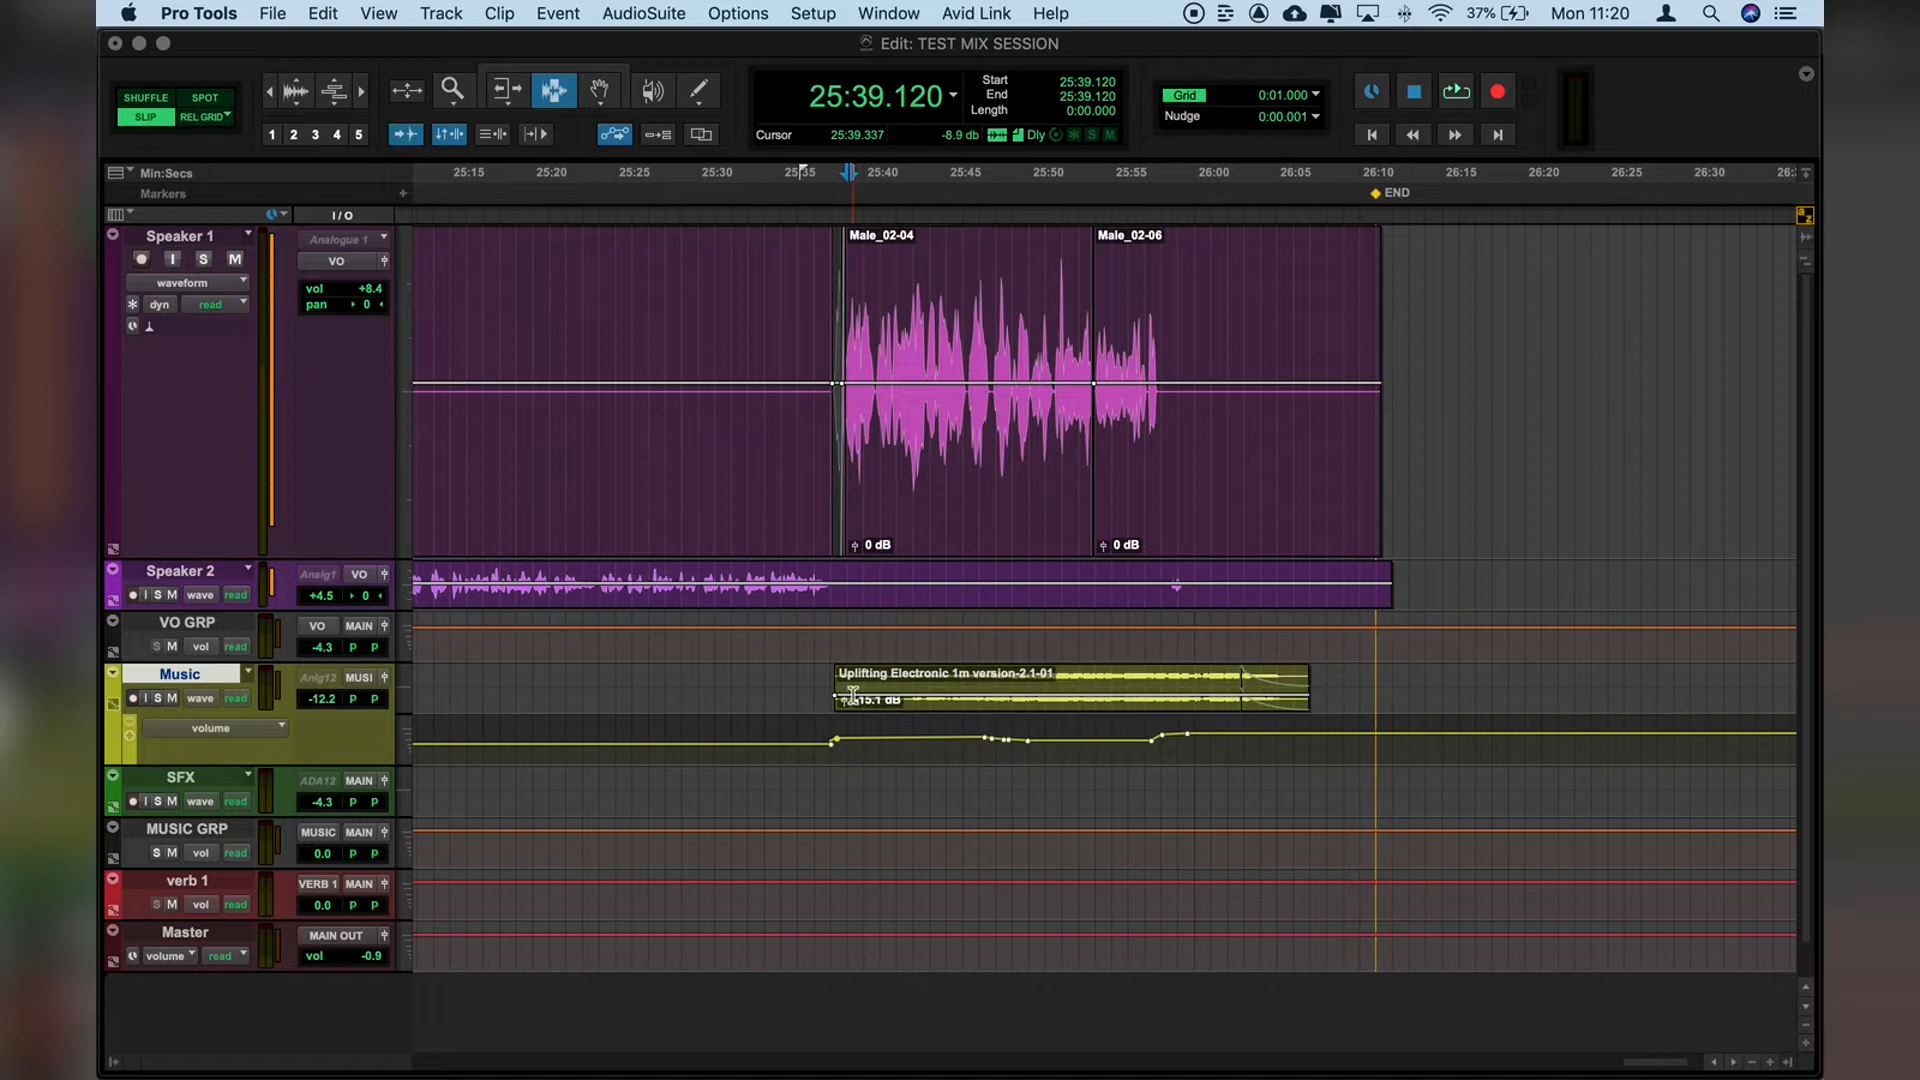 Pro Tools File Edit View Track Clip Event AudioSuite Options Setup Window Avid Link Help 37% Mon 11:20
Edit: TEST MIX SESSION
SHUFFLE SPOT
SLIP REL GRID
1 2 3 4 5
25:39.120
Start 25:39.120
End 25:39.120
Length 0:00.000
Cursor 25:39.337 -8.9 db Dly S M
Grid 0:01.000
Nudge 0:00.001
Min:Secs 25:15 25:20 25:25 25:30 25:35 25:40 25:45 25:50 25:55 26:00 26:05 26:10 26:15 26:20 26:25 26:30
Markers END
I/O
Speaker 1 Analogue 1
I S M VO
waveform vol +8.4
dyn read pan 0
Male_02-04 Male_02-06
0 dB 0 dB
Speaker 2 Analg1 VO
I S M wave read +4.5 0
VO GRP VO MAIN
S M vol read -4.3 P P
Music Anlg12 MUSI
I S M wave read -12.2 P P
volume
Uplifting Electronic 1m version-2.1-01
15.1 dB
SFX ADA12 MAIN
I S M wave read -4.3 P P
MUSIC GRP MUSIC MAIN
S M vol read 0.0 P P
verb 1 VERB 1 MAIN
S M vol read 0.0 P P
Master MAIN OUT
volume read vol -0.9